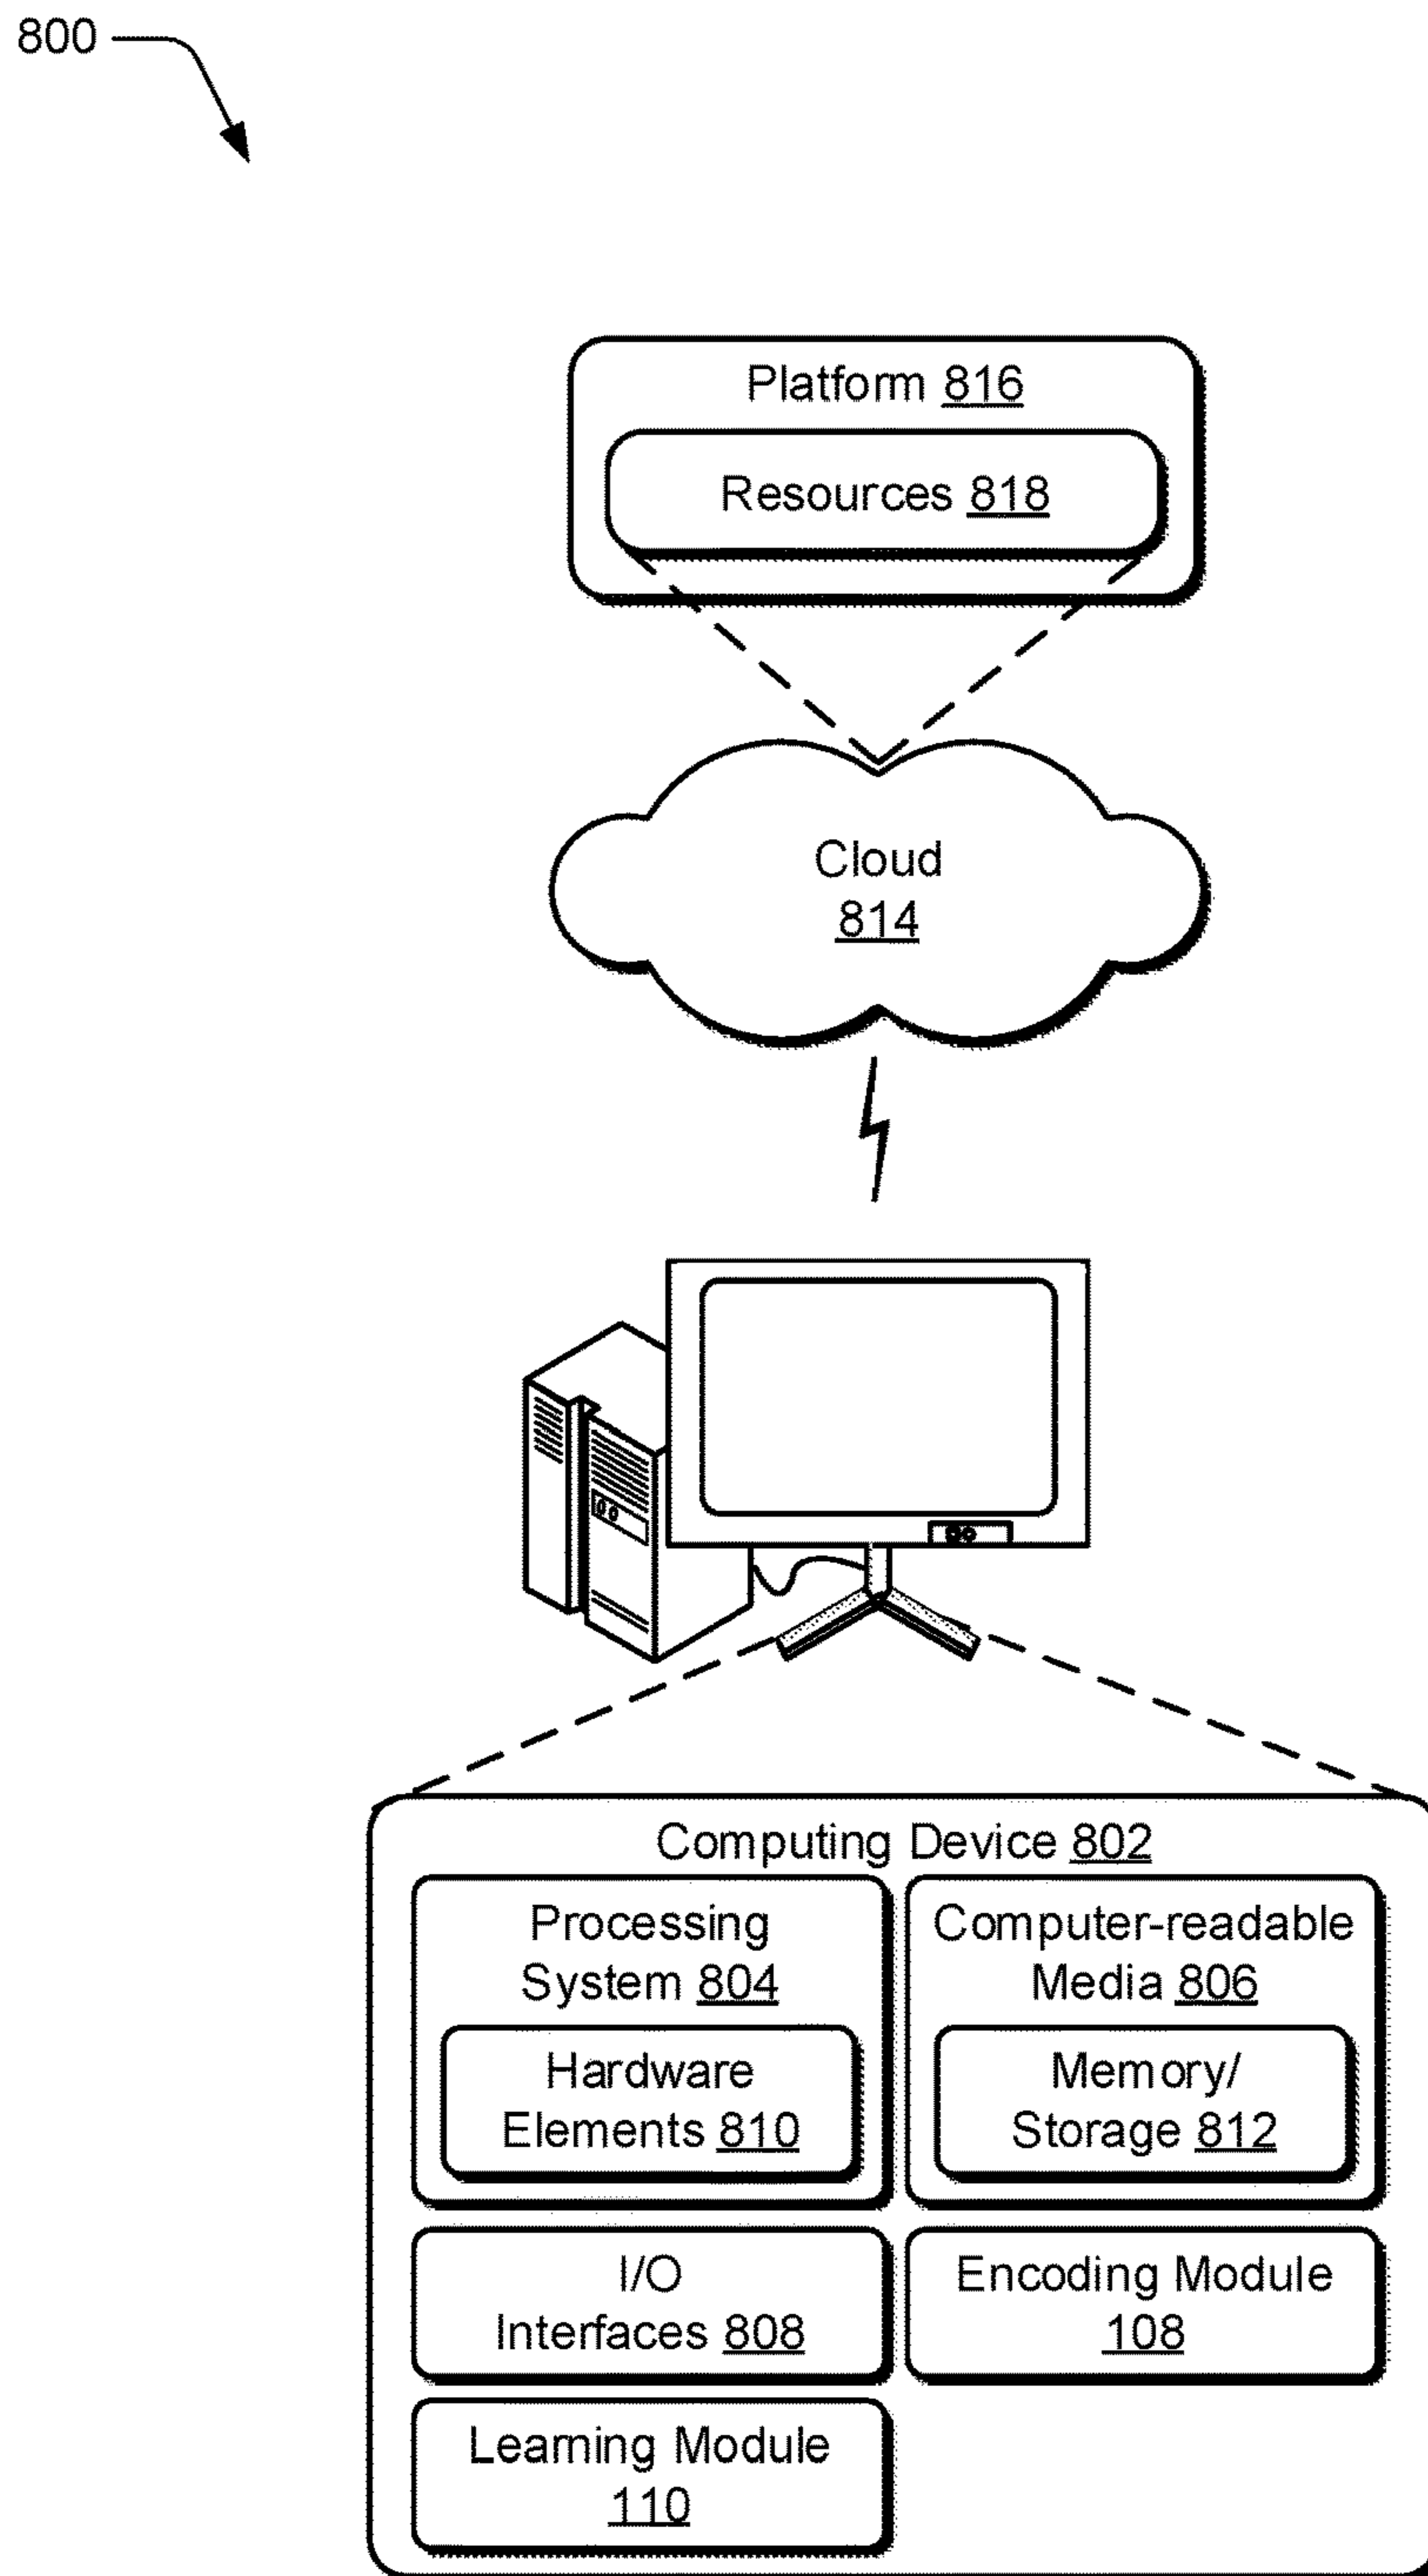 800
Platform 816
Resources 818
Cloud
814
Computing Device 802
Processing
System 804
Hardware
Elements 810
Computer-readable
Media 806
Memory/
Storage 812
I/O
Interfaces 808
Encoding Module
108
Learning Module
110